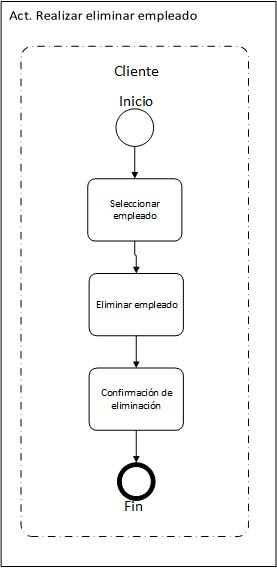 Act. Realizar eliminar empleado
Cliente
Inicio
Seleccionar
empleado
Eliminar empleado
Confirmación de
eliminación
Fin